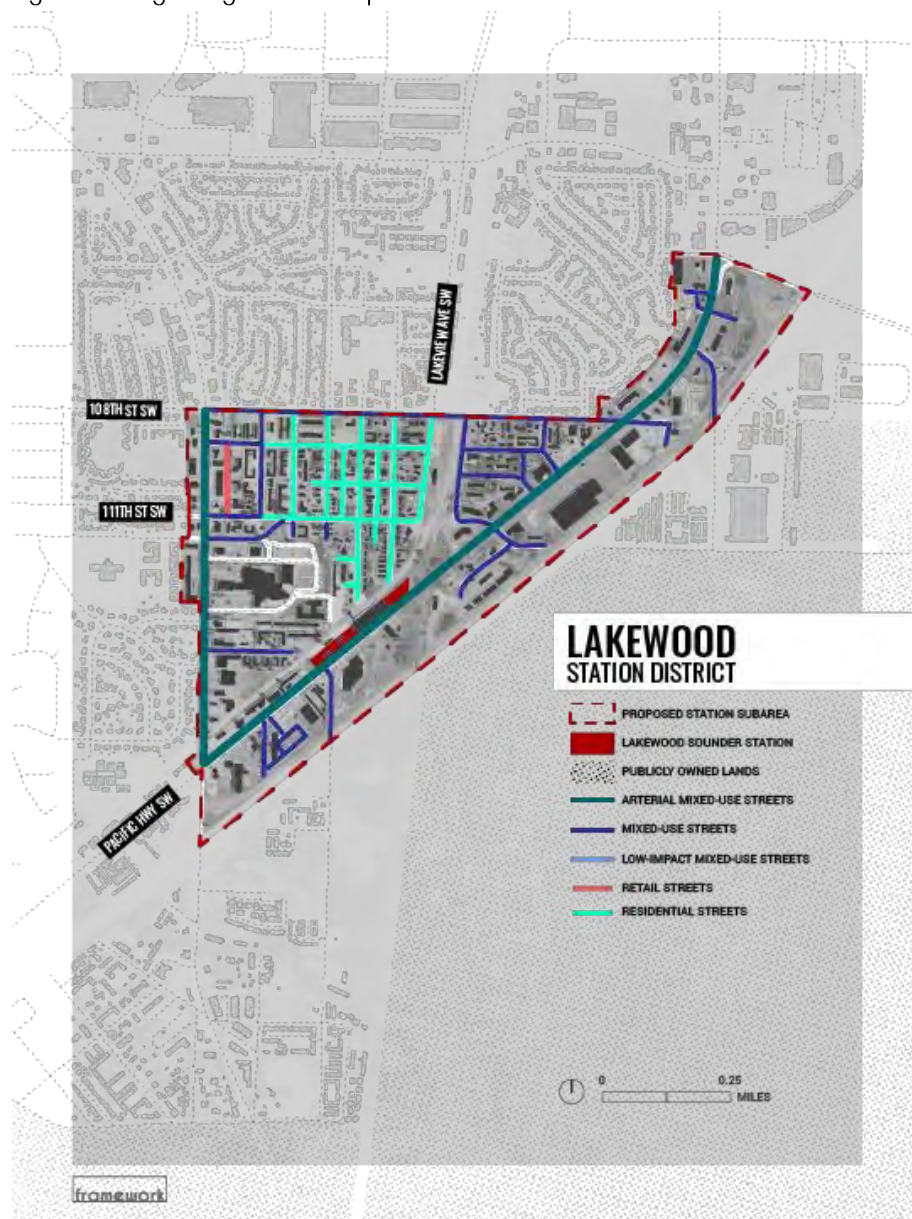 LAKEVIEW AVE SW
108TH ST SW
111TH ST SW
PACIFIC HWY SW
LAKEWOOD
STATION DISTRICT
PROPOSED STATION SUBAREA
LAKEWOOD SOUNDER STATION
PUBLICLY OWNED LANDS
ARTERIAL MIXED-USE STREETS
MIXED-USE STREETS
LOW-IMPACT MIXED-USE STREETS
RETAIL STREETS
RESIDENTIAL STREETS
0 0.25
MILES
framework